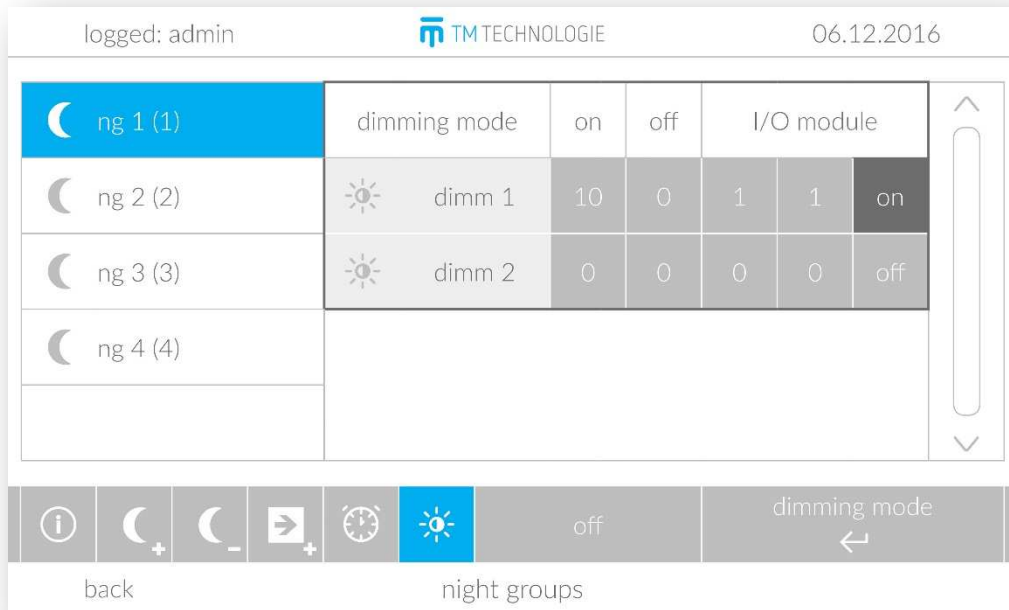 logged: admin TM TECHNOLOGIE 06.12.2016
ng 1 (1) dimming mode on off I/O module
ng 2 (2) dimm 1 10 0 1 1 on
ng 3 (3) dimm 2 0 0 0 0 off
ng 4 (4)
off dimming mode
back night groups